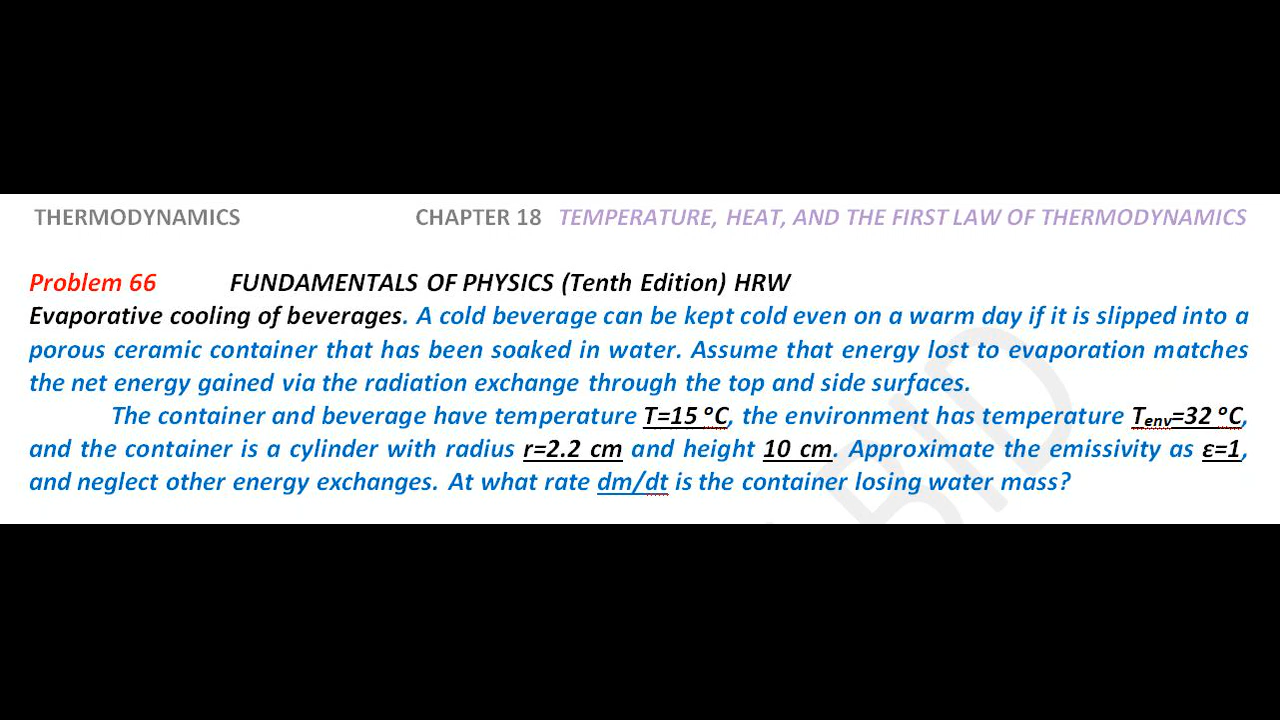 THERMODYNAMICS CHAPTER 18 TEMPERATURE, HEAT, AND THE FIRST LAW OF THERMODYNAMICS
Problem 66 FUNDAMENTALS OF PHYSICS (Tenth Edition) HRW
Evaporative cooling of beverages. A cold beverage can be kept cold even on a warm day if it is slipped into a
porous ceramic container that has been soaked in water. Assume that energy lost to evaporation matches
the net energy gained via the radiation exchange through the top and side surfaces.
The container and beverage have temperature T=15 °C, the environment has temperature Tenv=32 °C,
and the container is a cylinder with radius r=2.2 cm and height 10 cm. Approximate the emissivity as ε=1,
and neglect other energy exchanges. At what rate dm/dt is the container losing water mass?